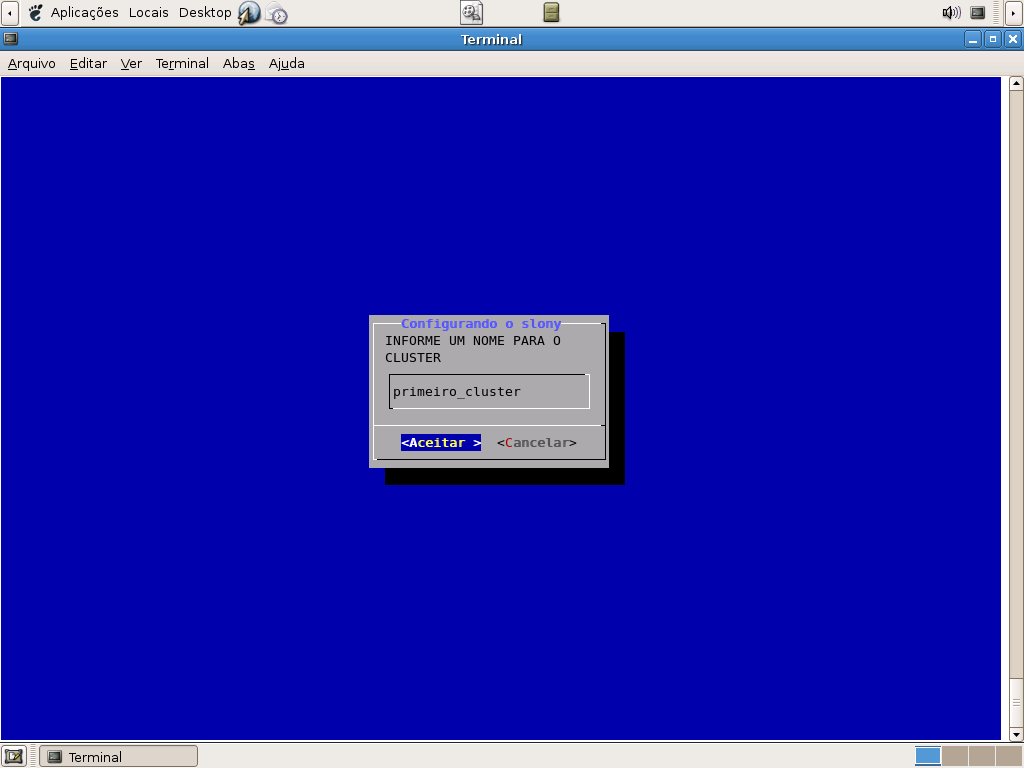 Aplicações Locais Desktop
Terminal
Arquivo Editar Ver Terminal Abas Ajuda
Configurando o slony
INFORME UM NOME PARA O
CLUSTER
primeiro_cluster
<Aceitar > <Cancelar>
Terminal